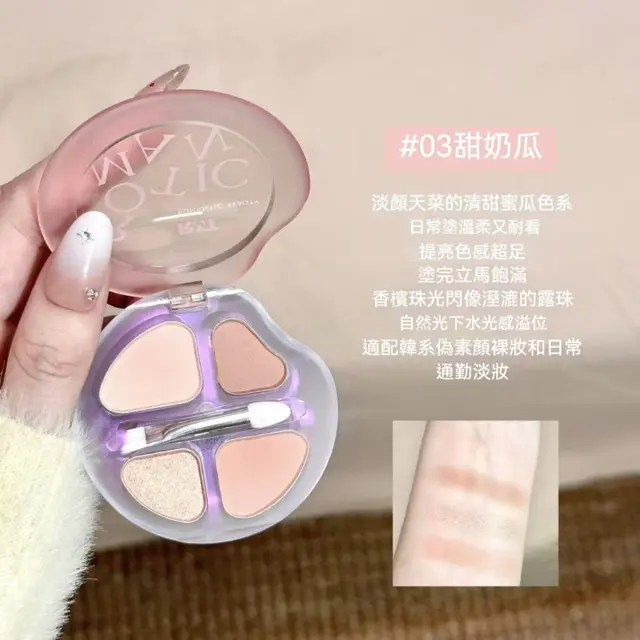 MAN
OTIC
#03甜奶瓜
淡顏天菜的清甜蜜瓜色系
日常塗溫柔又耐看
提亮色感超足
塗完立馬飽滿
香檳珠光閃像溼漉的露珠
自然光下水光感溢位
適配韓系偽素顏裸妝和日常
通勤淡妝